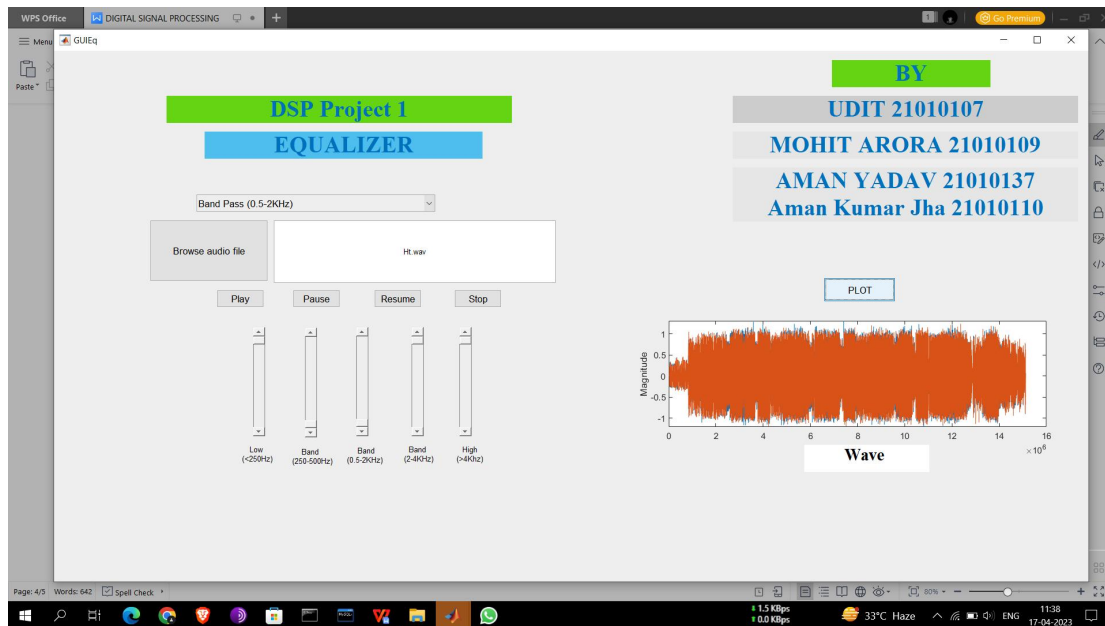 WPS Office
DIGITAL SIGNAL PROCESSING
1
Go Premium
Menu
GUIEq
Paste
BY
DSP Project 1
UDIT 21010107
EQUALIZER
MOHIT ARORA 21010109
AMAN YADAV 21010137
Aman Kumar Jha 21010110
Band Pass (0.5-2KHz)
Browse audio file
Ht.wav
PLOT
Play
Pause
Resume
Stop
Magnitude
1
0.5
0
-0.5
-1
0 2 4 6 8 10 12 14 16
×10⁶
Wave
Low
(<250Hz)
Band
(250-500Hz)
Band
(0.5-2KHz)
Band
(2-4KHz)
High
(>4Khz)
Page: 4/5 Words: 642 Spell Check
80%
1.5 KBps
0.0 KBps
33°C Haze
ENG
11:38
17-04-2023